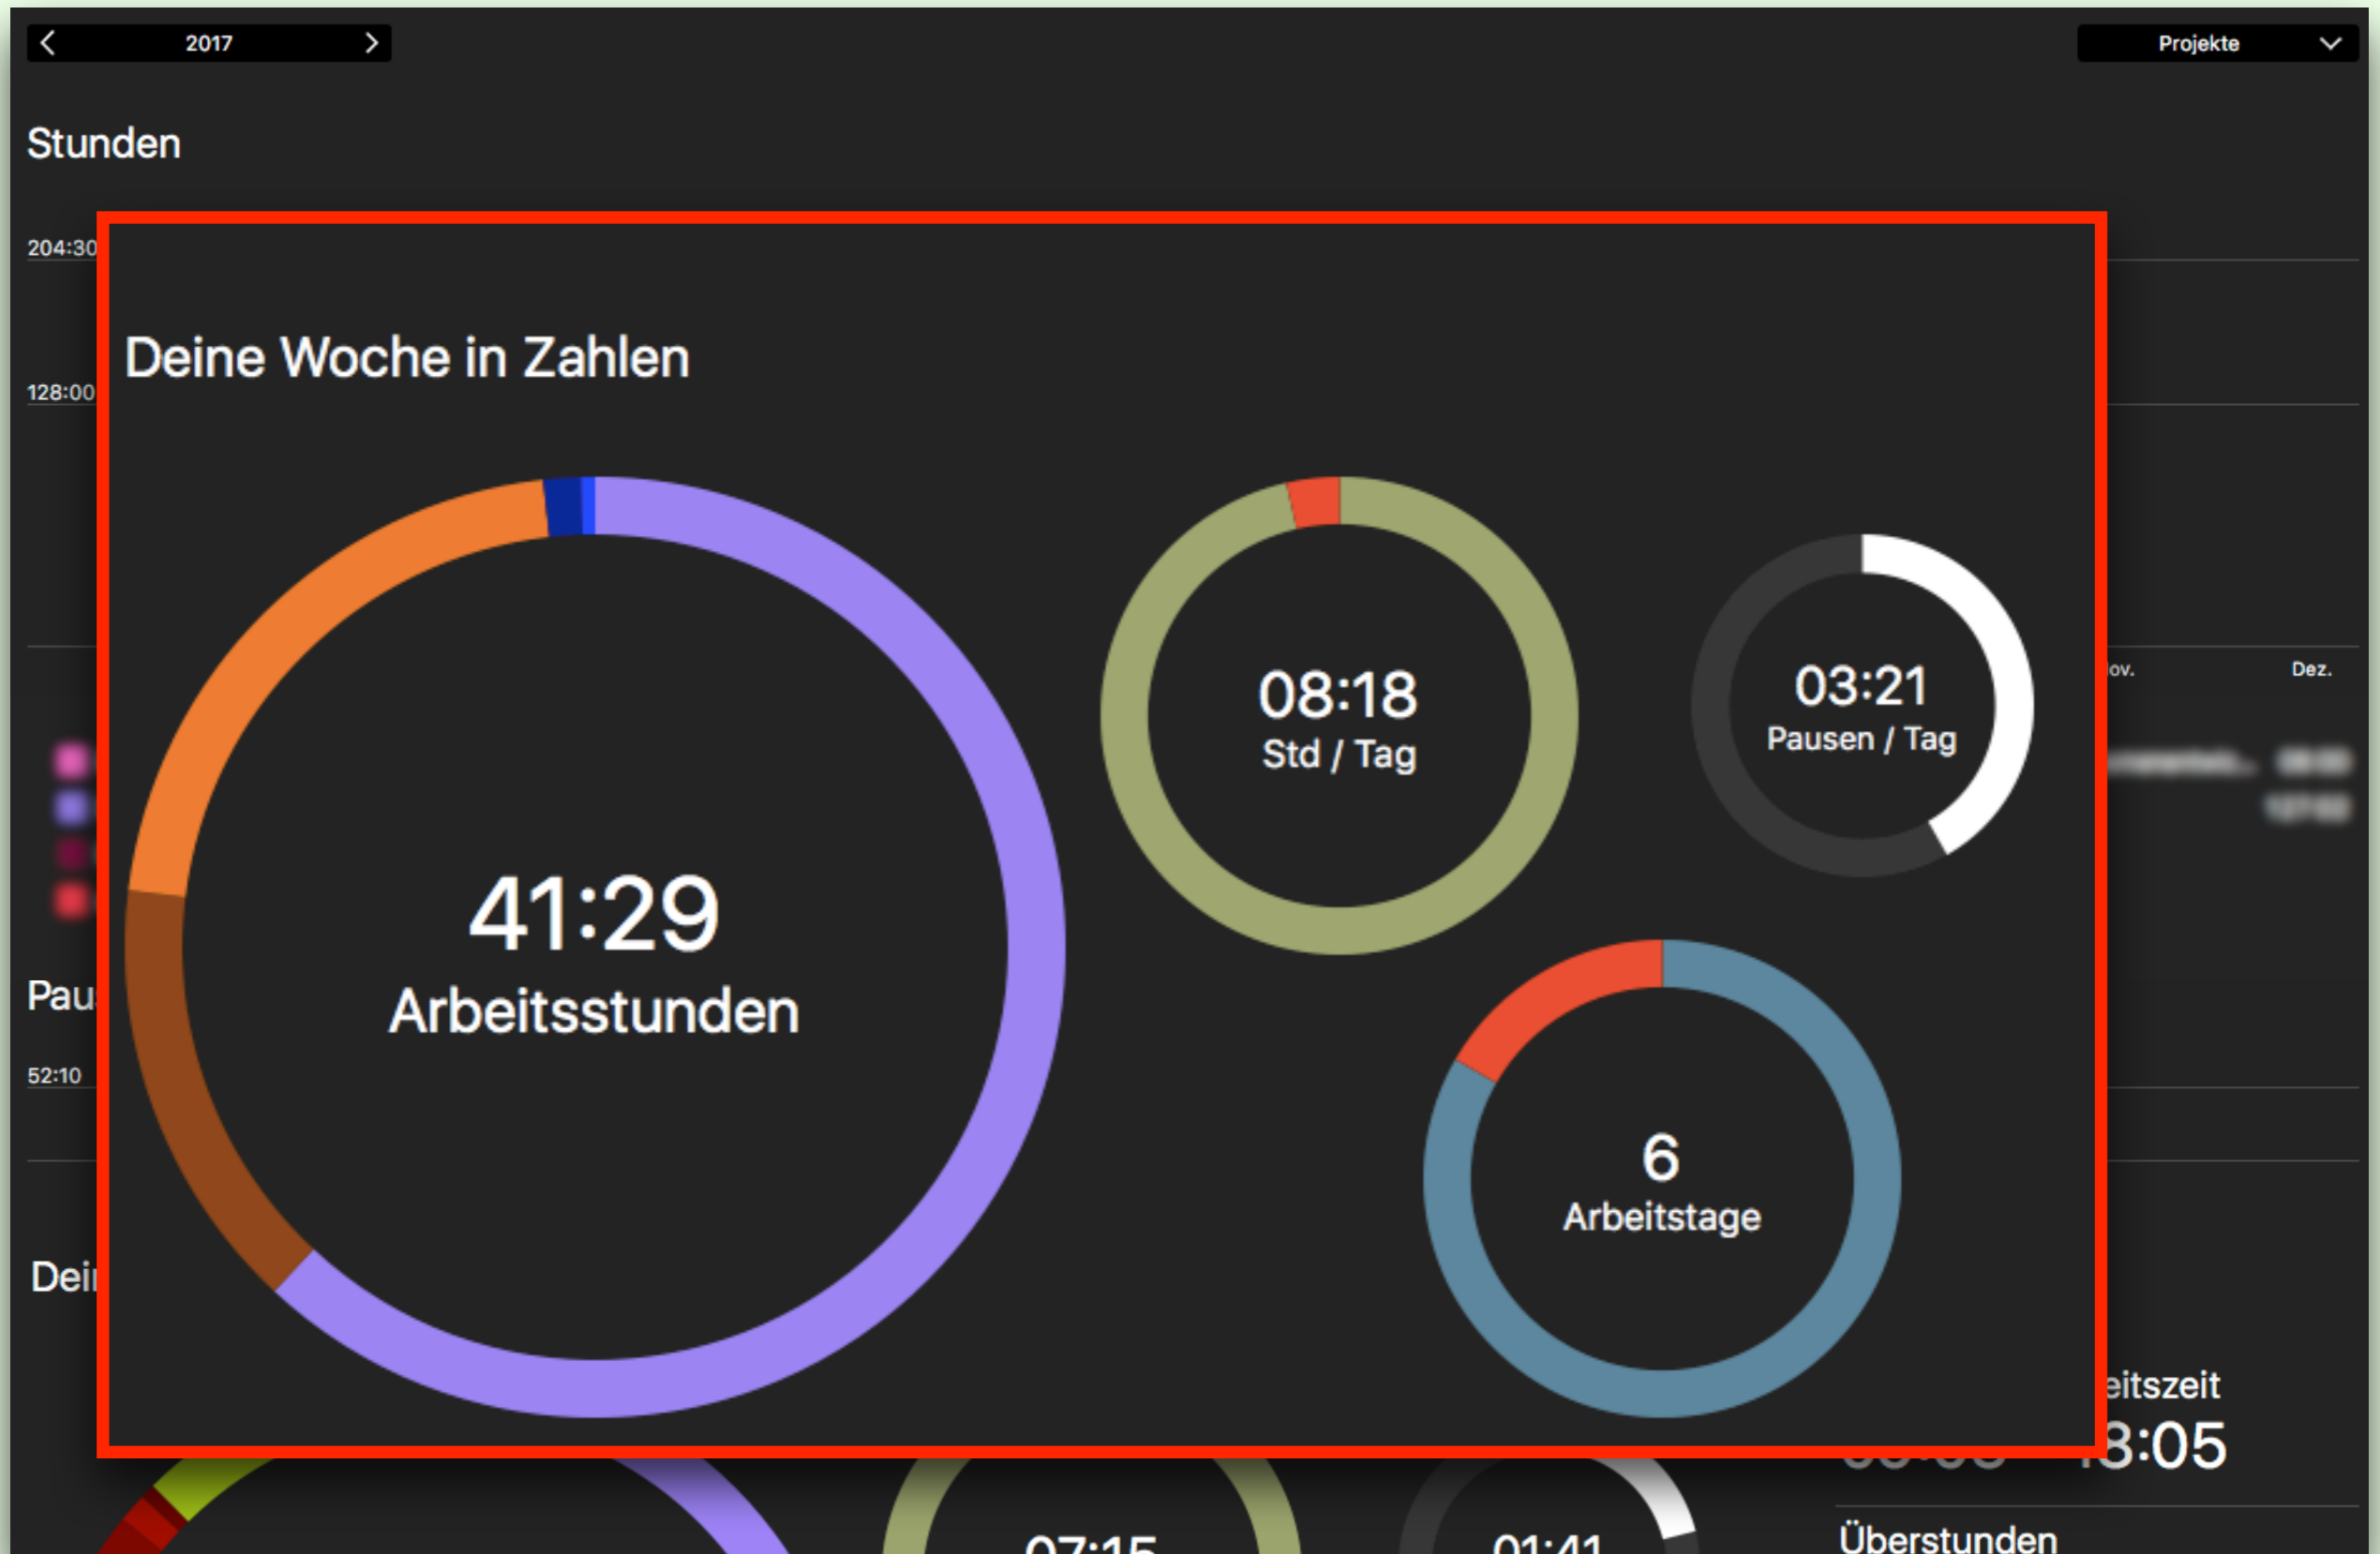 2017
Projekte
Stunden
204:30
Deine Woche in Zahlen
128:00
08:18
Std / Tag
03:21
Pausen / Tag
Dez.
41:29
Arbeitsstunden
52:10
6
Arbeitstage
Überstunden